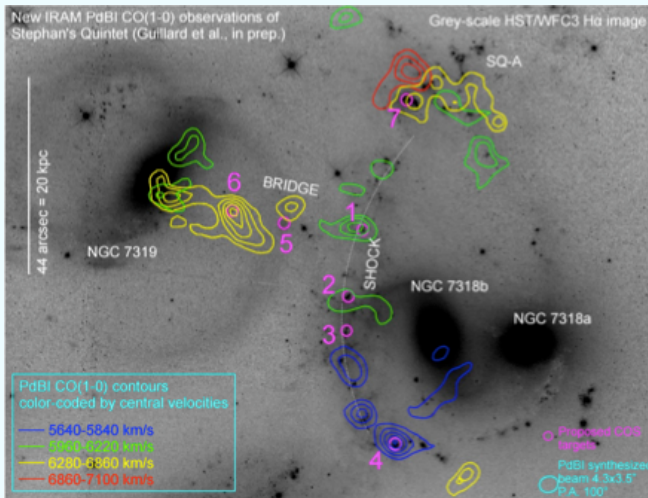 New IRAM PdBI CO(1-0) observations of
Stephan's Quintet (Guillard et al., in prep.)
Grey-scale HST/WFC3 Hα image
SQ-A
7
44 arcsec = 20 kpc
6
BRIDGE
1
5
NGC 7319
SHOCK
2
NGC 7318b
3
NGC 7318a
PdBI CO(1-0) contours
color-coded by central velocities
5640-5840 km/s
5960-6220 km/s
6280-6860 km/s
6860-7100 km/s
4
Proposed
targets
PdBI synthesized
beam 4.3x3.5"
P.A. 100°